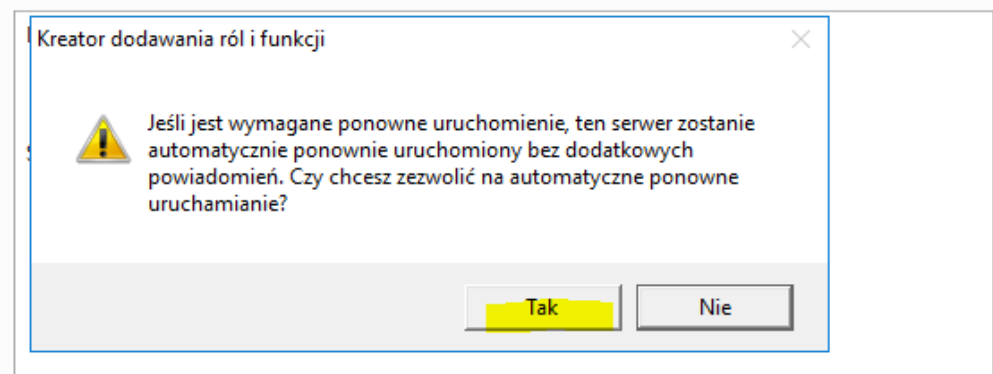 Kreator dodawania ról i funkcji
Jeśli jest wymagane ponowne uruchomienie, ten serwer zostanie
automatycznie ponownie uruchomiony bez dodatkowych
powiadomień. Czy chcesz zezwolić na automatyczne ponowne
uruchamianie?
Tak
Nie